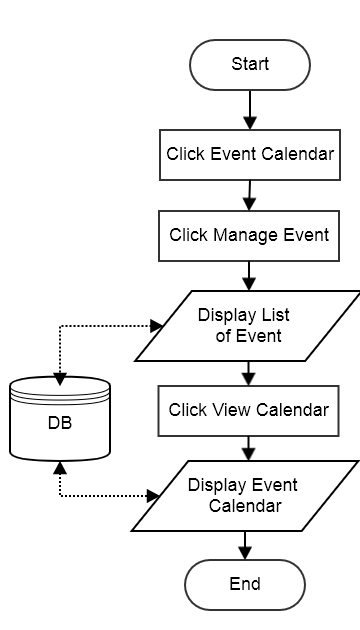 Start
Click Event Calendar
Click Manage Event
Display List
of Event
Click View Calendar
DB
Display Event
Calendar
End